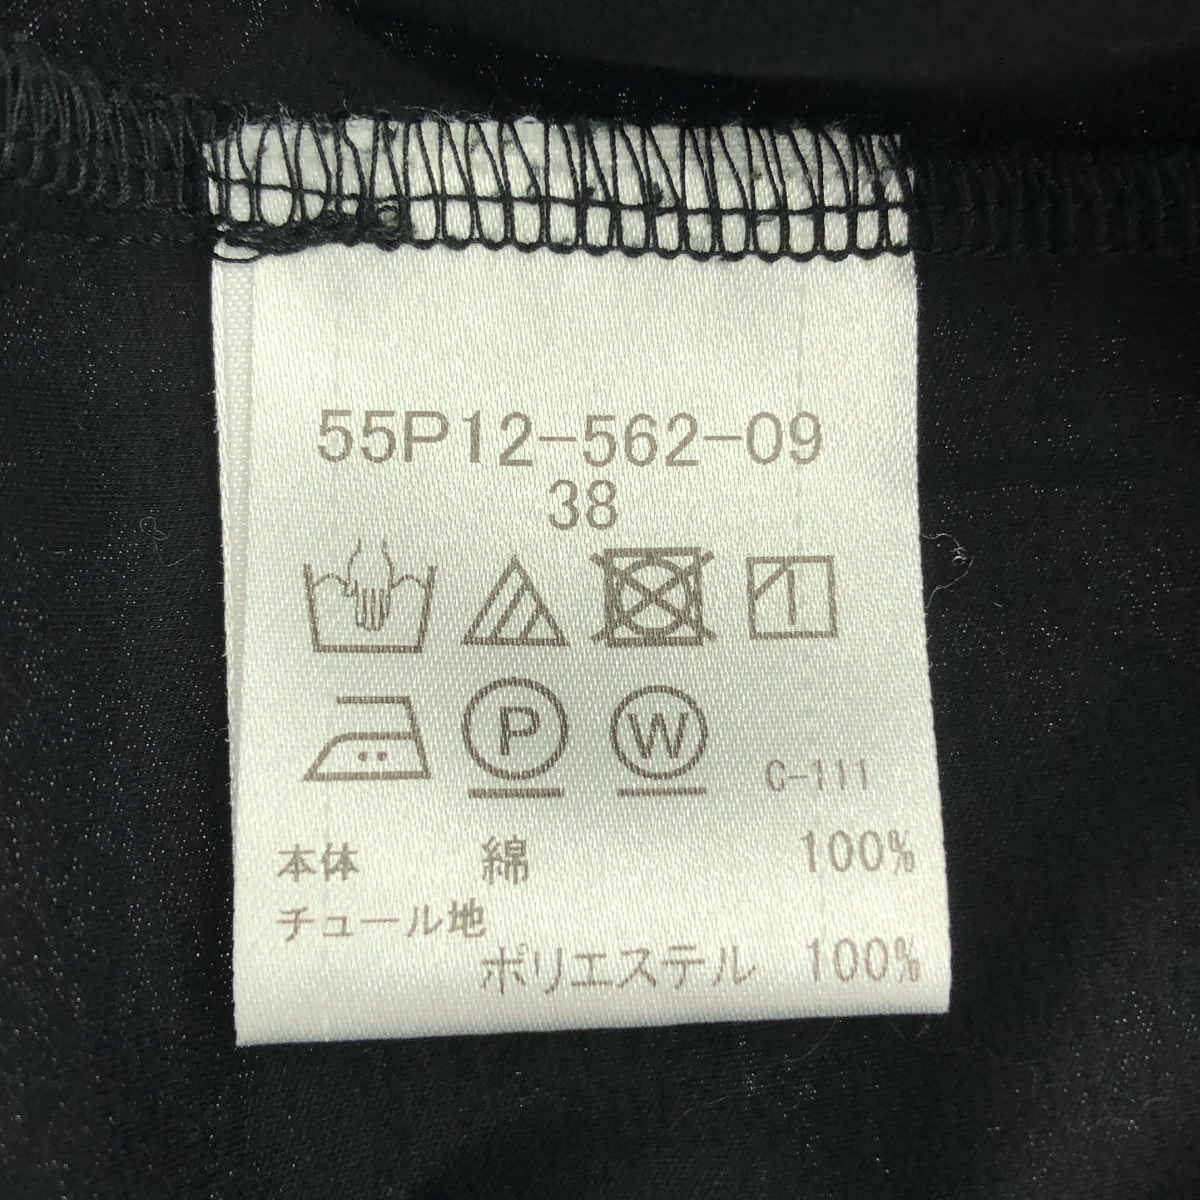 55P12-562-09
38
P W C-111
本体 綿 100%
チュール地
ポリエステル 100%